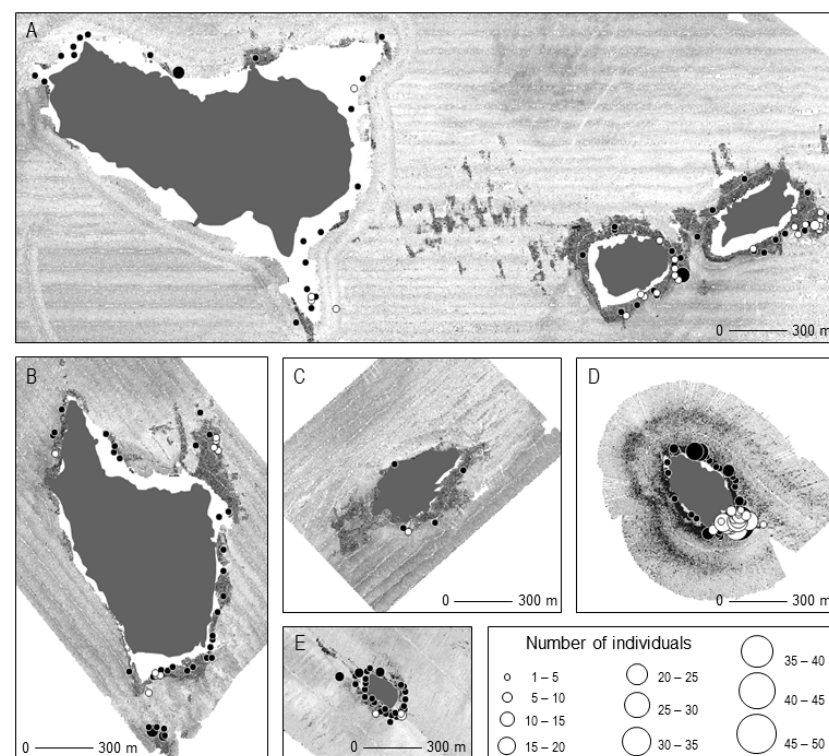 A
0 300 m
B
0 300 m
C
0 300 m
D
0 300 m
E
0 300 m
Number of individuals
1 – 5
5 – 10
10 – 15
15 – 20
20 – 25
25 – 30
30 – 35
35 – 40
40 – 45
45 – 50